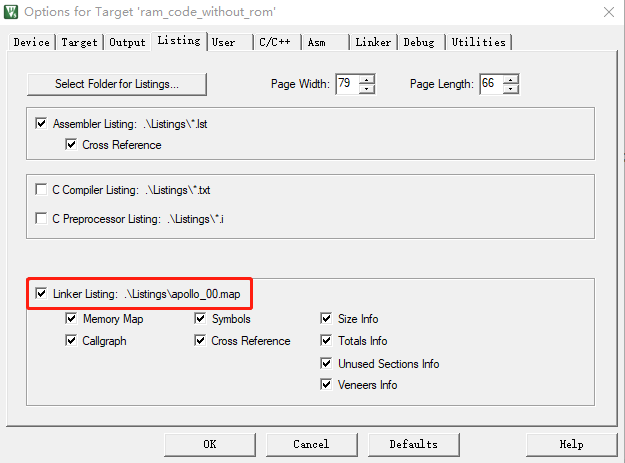 Options for Target 'ram_code_without_rom'
Device Target Output Listing User C/C++ Asm Linker Debug Utilities
Select Folder for Listings... Page Width: 79 Page Length: 66
Assembler Listing: .\Listings\*.lst
Cross Reference
C Compiler Listing: .\Listings\*.txt
C Preprocessor Listing: .\Listings\*.i
Linker Listing: .\Listings\apollo_00.map
Memory Map Symbols Size Info
Callgraph Cross Reference Totals Info
Unused Sections Info
Veneers Info
OK Cancel Defaults Help